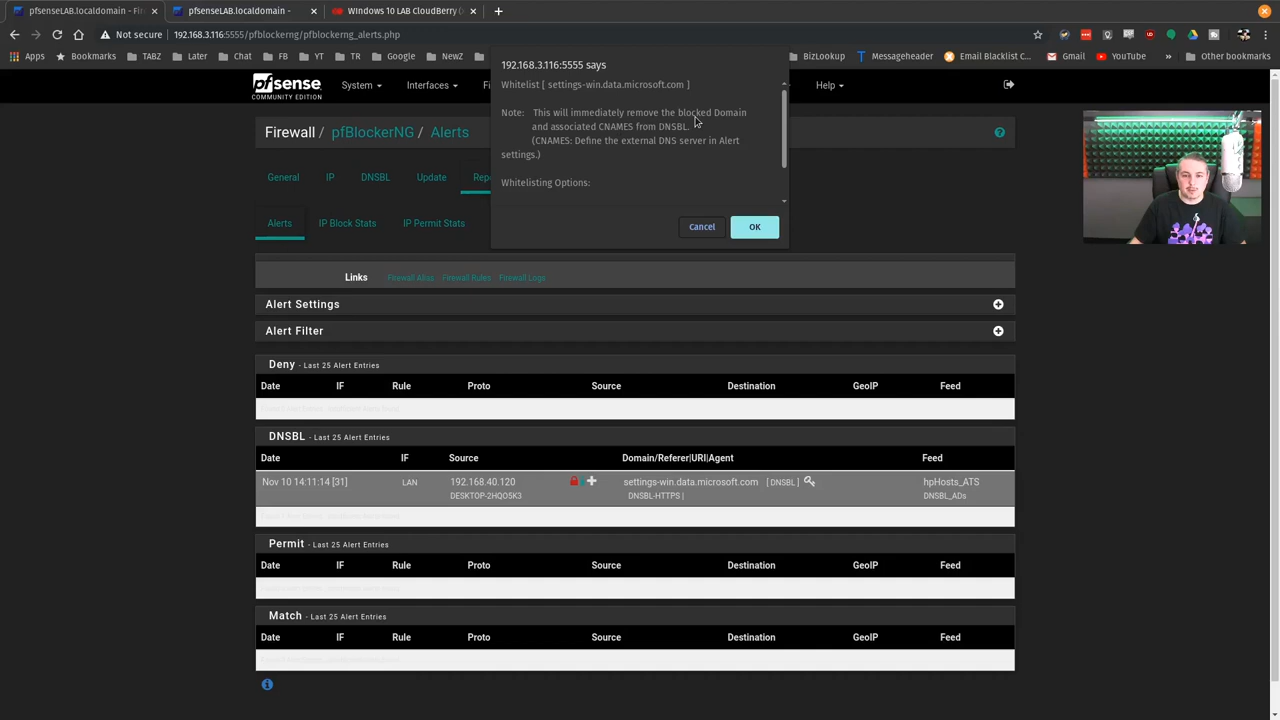 pfsenseLAB.localdomain - Fi
pfsenseLAB.localdomain -
WINDOWS 10 LAB CloudBerry (
Not secure
192.168.3.116:5555/pfblockerng/pfblockerng_alerts.php
Apps
Bookmarks
TABZ
Later
Chat
FB
YT
TR
Google
NewZ
BizLookup
Messageheader
Email Blacklist C...
Gmail
YouTube
Other bookmarks
192.168.3.116:5555 says
Whitelist [ settings-win.data.microsoft.com ]
Note: This will immediately remove the blocked Domain
and associated CNAMES from DNSBL.
(CNAMES: Define the external DNS server in Alert
settings.)
Whitelisting Options:
Cancel
OK
pfsense
COMMUNITY EDITION
System
Interfaces
Fi
Help
Firewall / pfBlockerNG / Alerts
General
IP
DNSBL
Update
Rep
Alerts
IP Block Stats
IP Permit Stats
Links
Firewall Alias
Firewall Rules
Firewall Logs
Alert Settings
Alert Filter
Deny - Last 25 Alert Entries
Date IF Rule Proto Source Destination GeoIP Feed
DNSBL - Last 25 Alert Entries
Date IF Source Domain/Referer|URI|Agent Feed
Nov 10 14:11:14 [31] LAN 192.168.40.120 settings-win.data.microsoft.com [ DNSBL ] hpHosts_ATS
DESKTOP-2HQO5K3 DNSBL-HTTPS | DNSBL_ADs
Permit - Last 25 Alert Entries
Date IF Rule Proto Source Destination GeoIP Feed
Match - Last 25 Alert Entries
Date IF Rule Proto Source Destination GeoIP Feed